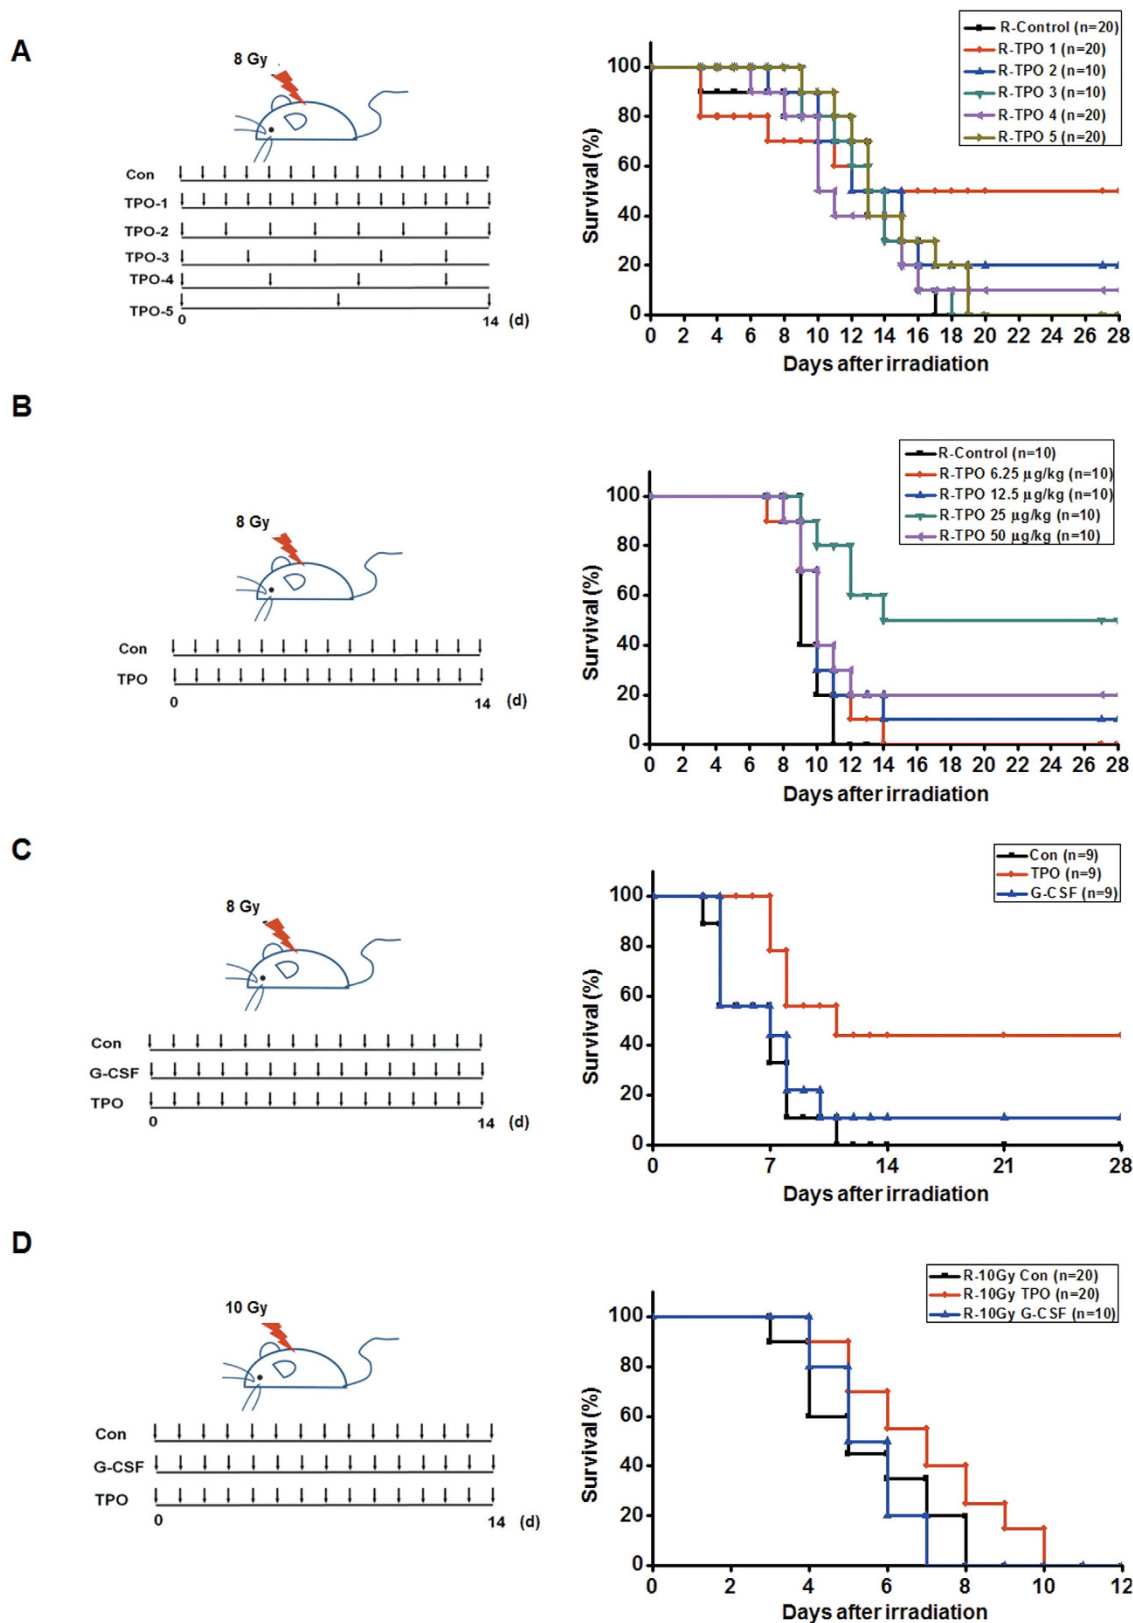 A
8 Gy
Con
TPO-1
TPO-2
TPO-3
TPO-4
TPO-5
0 14 (d)
R-Control (n=20)
R-TPO 1 (n=20)
R-TPO 2 (n=10)
R-TPO 3 (n=10)
R-TPO 4 (n=20)
R-TPO 5 (n=20)
Survival (%)
100
80
60
40
20
0
0 2 4 6 8 10 12 14 16 18 20 22 24 26 28
Days after irradiation
B
8 Gy
Con
TPO
0 14 (d)
R-Control (n=10)
R-TPO 6.25 µg/kg (n=10)
R-TPO 12.5 µg/kg (n=10)
R-TPO 25 µg/kg (n=10)
R-TPO 50 µg/kg (n=10)
Survival (%)
100
80
60
40
20
0
0 2 4 6 8 10 12 14 16 18 20 22 24 26 28
Days after irradiation
C
8 Gy
Con
G-CSF
TPO
0 14 (d)
Con (n=9)
TPO (n=9)
G-CSF (n=9)
Survival (%)
100
80
60
40
20
0
0 7 14 21 28
Days after irradiation
D
10 Gy
Con
G-CSF
TPO
0 14 (d)
R-10Gy Con (n=20)
R-10Gy TPO (n=20)
R-10Gy G-CSF (n=10)
Survival (%)
100
80
60
40
20
0
0 2 4 6 8 10 12
Days after irradiation